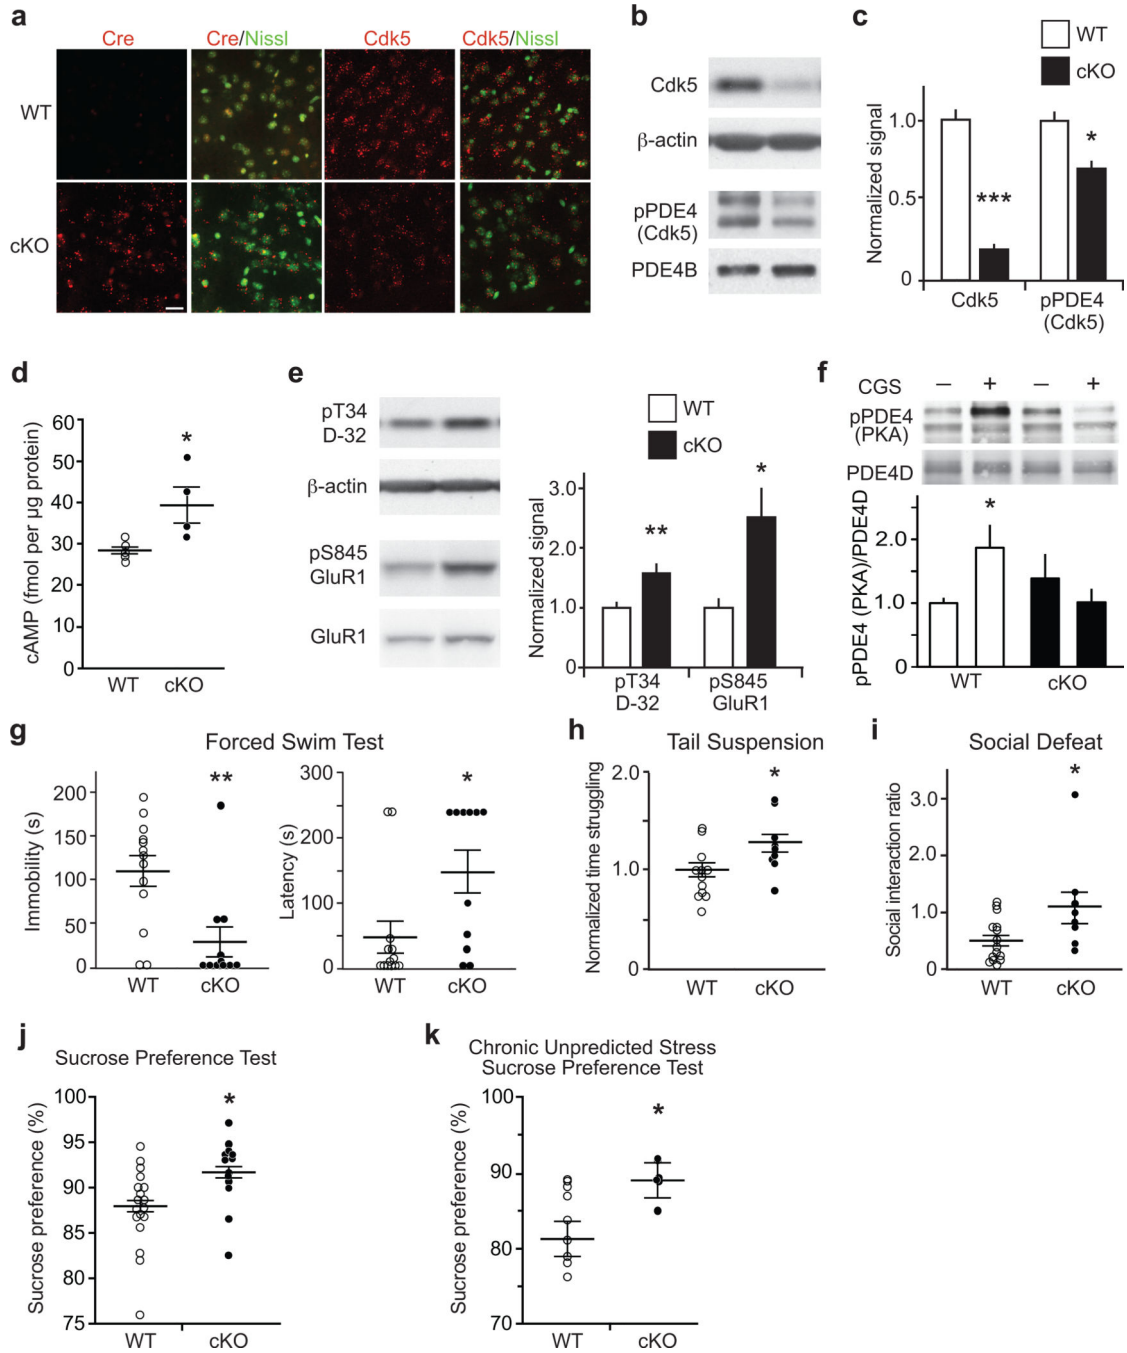 a
Cre
Cre/Nissl
Cdk5
Cdk5/Nissl
WT
cKO
b
Cdk5
β-actin
pPDE4
(Cdk5)
PDE4B
c
WT
cKO
Normalized signal
1.0
0.5
0
***
*
Cdk5
pPDE4
(Cdk5)
d
cAMP (fmol per µg protein)
60
50
40
30
20
10
0
*
WT
cKO
e
pT34
D-32
β-actin
pS845
GluR1
GluR1
WT
cKO
Normalized signal
3.0
2.0
1.0
0
**
*
pT34
D-32
pS845
GluR1
f
CGS
– + – +
pPDE4
(PKA)
PDE4D
pPDE4 (PKA)/PDE4D
2.0
1.0
0
*
WT
cKO
g
Forced Swim Test
Immobility (s)
200
150
100
50
0
**
WT
cKO
Latency (s)
300
200
100
0
*
WT
cKO
h
Tail Suspension
Normalized time struggling
2.0
1.0
0
*
WT
cKO
i
Social Defeat
Social interaction ratio
3.0
2.0
1.0
0
*
WT
cKO
j
Sucrose Preference Test
Sucrose preference (%)
100
95
90
85
80
75
*
WT
cKO
k
Chronic Unpredicted Stress
Sucrose Preference Test
Sucrose preference (%)
100
90
80
70
*
WT
cKO